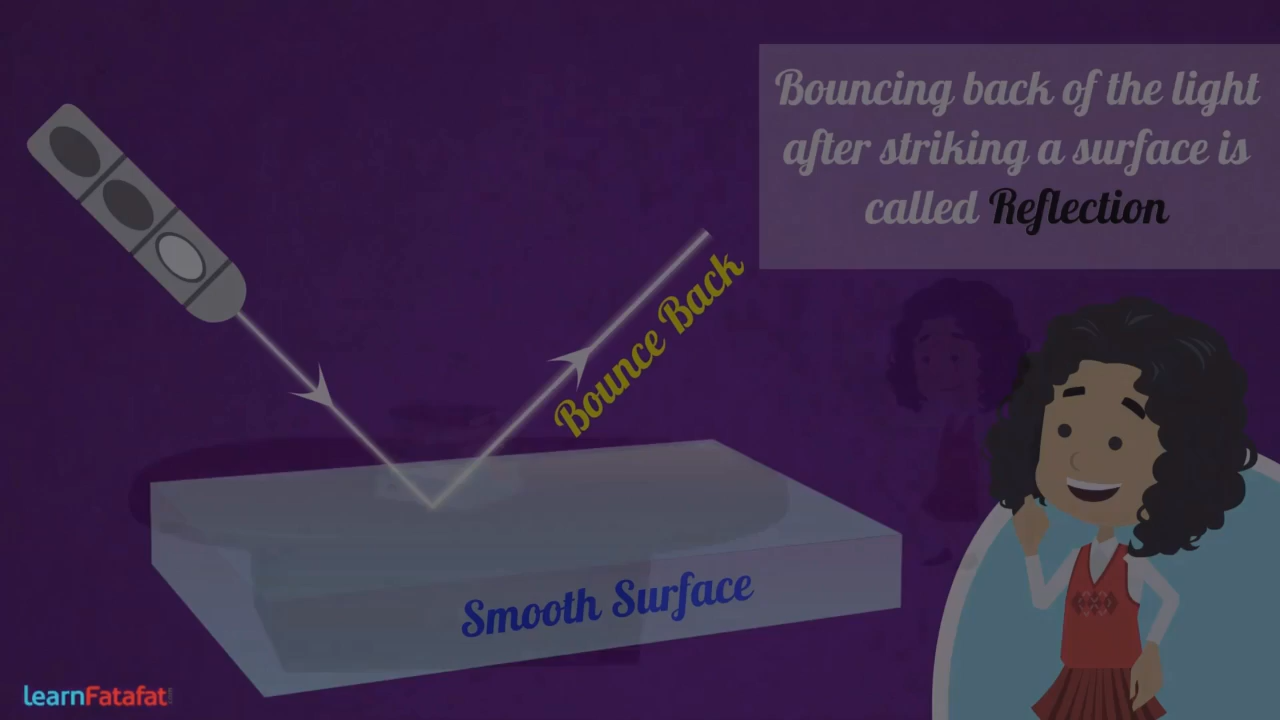 Bouncing back of the light
after striking a surface is
called Reflection
Bounce Back
Smooth Surface
learnFatafat